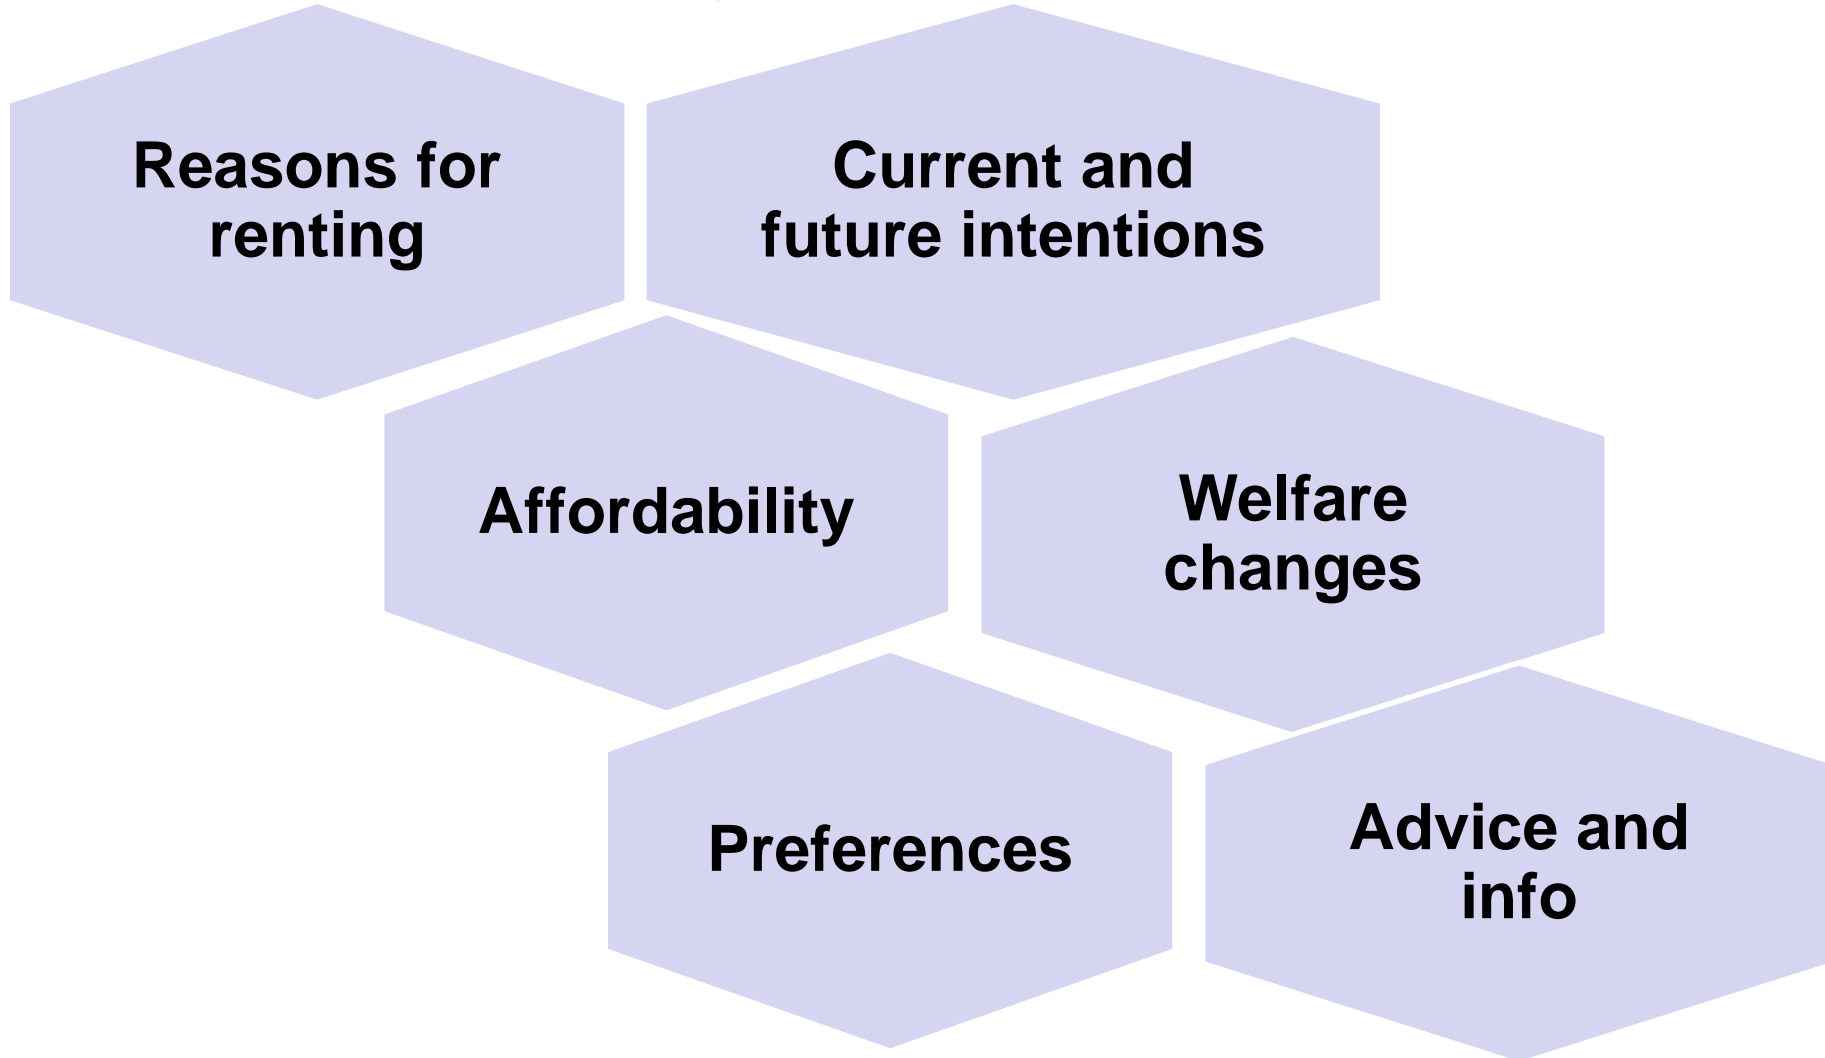 Reasons for
renting
Current and
future intentions
Affordability
Welfare
changes
Preferences
Advice and
info